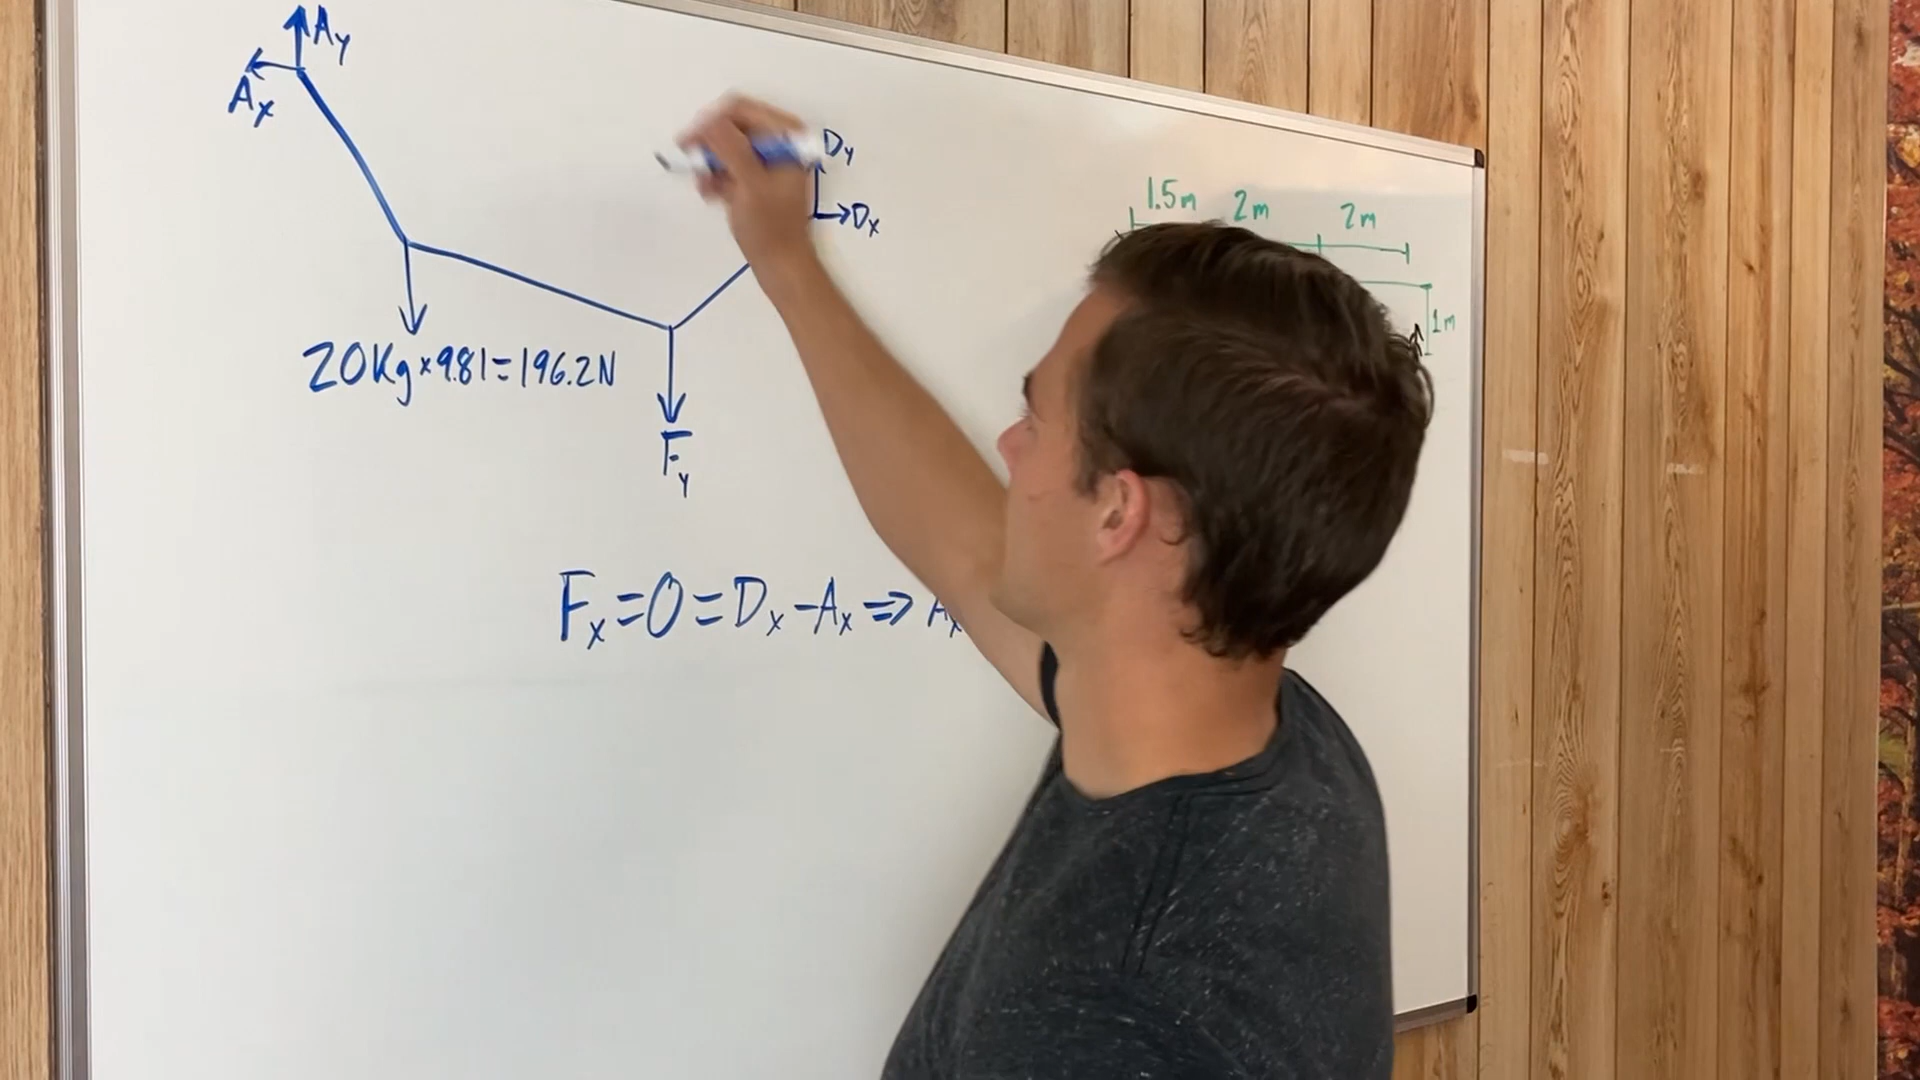 Ay
Ax
Dy
Dx
1.5m 2m 2m
1m
20Kg×9.81=196.2N
Fy
Fx=0=Dx-Ax⇒Ax